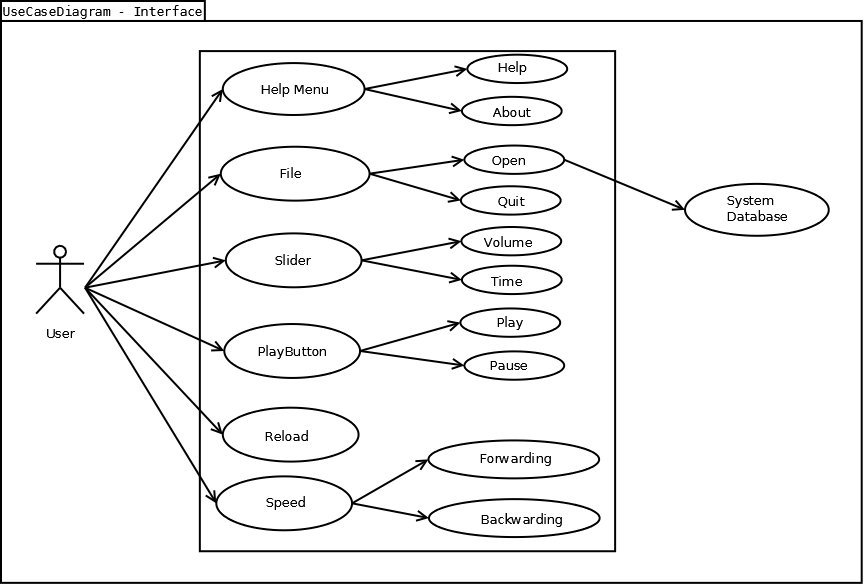 UseCaseDiagram - Interface
Help Menu
Help
About
File
Open
Quit
System
Database
Slider
Volume
Time
User
PlayButton
Play
Pause
Reload
Speed
Forwarding
Backwarding